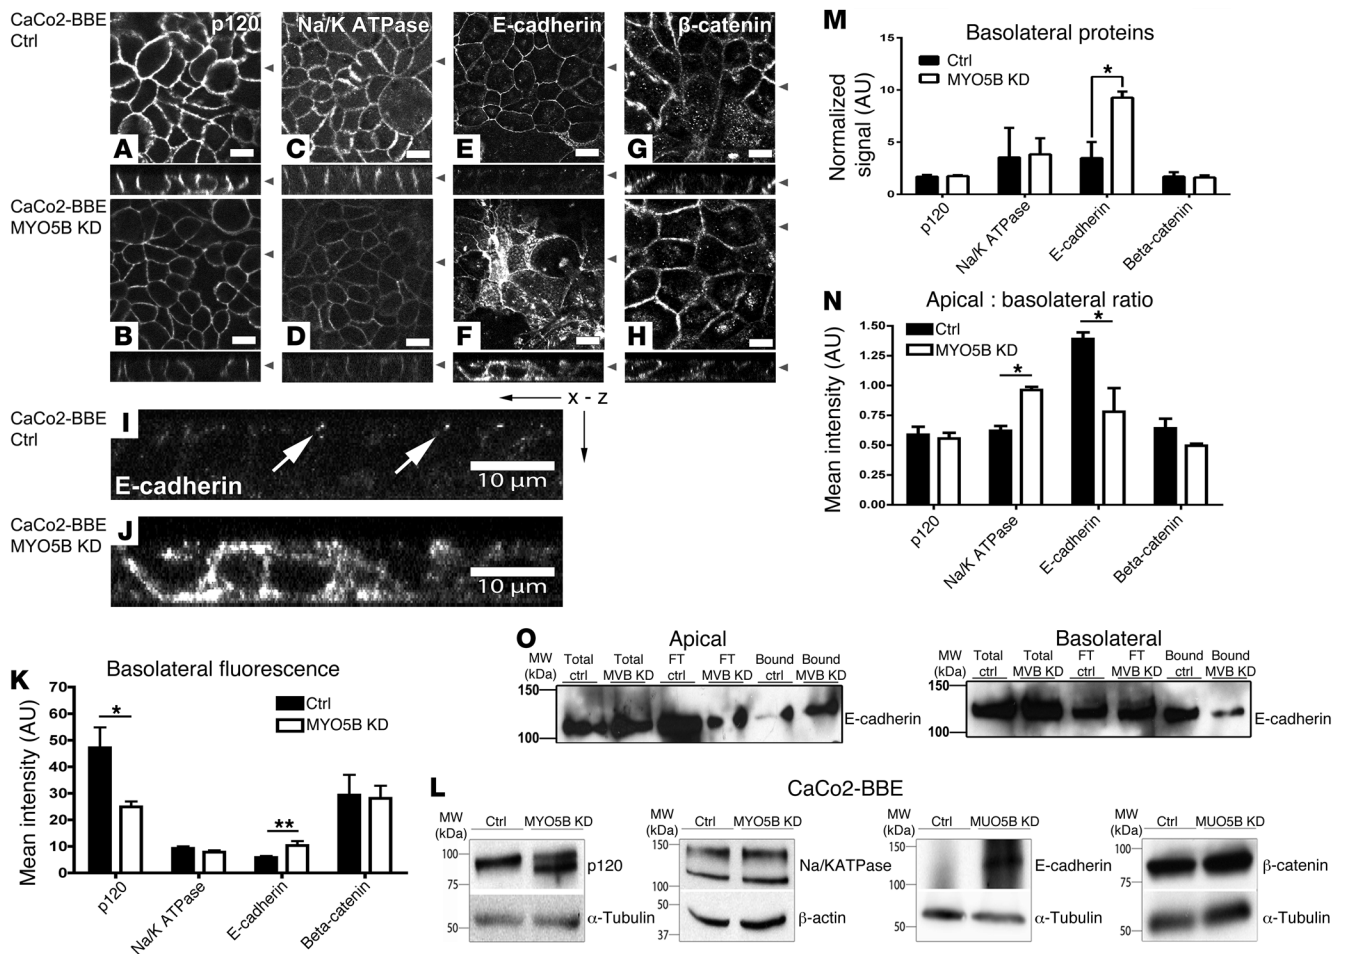 CaCo2-BBE
Ctrl
p120
Na/K ATPase
E-cadherin
β-catenin
A
C
E
G
CaCo2-BBE
MYO5B KD
B
D
F
H
x - z
CaCo2-BBE
Ctrl
I
E-cadherin
10 µm
CaCo2-BBE
MYO5B KD
J
10 µm
M
Basolateral proteins
Ctrl
MYO5B KD
Normalized
signal (AU)
15
10
5
0
*
p120
Na/K ATPase
E-cadherin
Beta-catenin
N
Apical : basolateral ratio
Ctrl
MYO5B KD
Mean intensity (AU)
1.50
1.25
1.00
0.75
0.50
0.25
0.00
*
*
p120
Na/K ATPase
E-cadherin
Beta-catenin
K
Basolateral fluorescence
Ctrl
MYO5B KD
Mean intensity (AU)
70
60
50
40
30
20
10
0
*
**
p120
Na/K ATPase
E-cadherin
Beta-catenin
O
Apical
MW
(kDa)
Total
ctrl
Total
MVB KD
FT
ctrl
FT
MVB KD
Bound
ctrl
Bound
MVB KD
150
100
E-cadherin
Basolateral
MW
(kDa)
Total
ctrl
Total
MVB KD
FT
ctrl
FT
MVB KD
Bound
ctrl
Bound
MVB KD
150
100
E-cadherin
L
CaCo2-BBE
MW
(kDa)
Ctrl
MYO5B KD
100
75
50
p120
α-Tubulin
MW
(kDa)
Ctrl
MYO5B KD
150
100
50
37
Na/KATPase
β-actin
MW
(kDa)
Ctrl
MUO5B KD
150
100
50
E-cadherin
α-Tubulin
MW
(kDa)
Ctrl
MUO5B KD
100
75
50
β-catenin
α-Tubulin